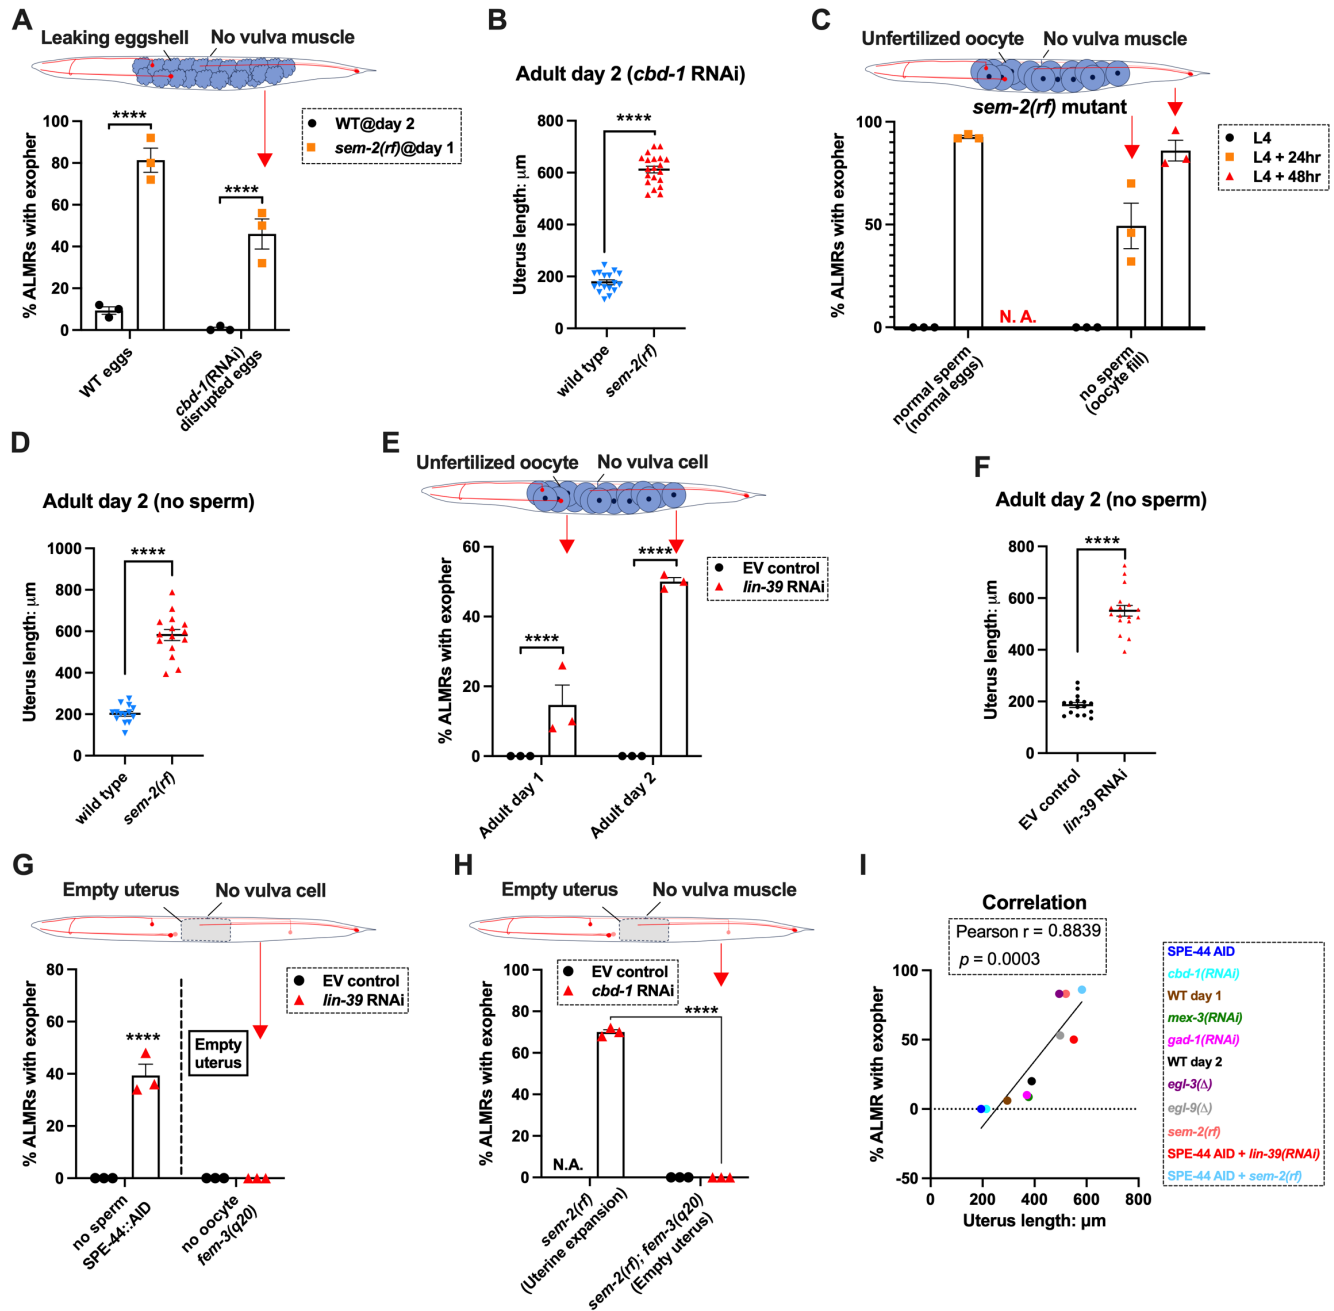 A
Leaking eggshell
No vulva muscle
WT@day 2
sem-2(rf)@day 1
% ALMRs with exopher
100
80
60
40
20
0
****
****
WT eggs
cbd-1(RNAi)
disrupted eggs
B
Adult day 2 (cbd-1 RNAi)
Uterus length: μm
800
600
400
200
0
****
wild type
sem-2(rf)
C
Unfertilized oocyte
No vulva muscle
sem-2(rf) mutant
L4
L4 + 24hr
L4 + 48hr
% ALMRs with exopher
100
50
0
N. A.
normal sperm
(normal eggs)
no sperm
(oocyte fill)
D
Adult day 2 (no sperm)
Uterus length: μm
1000
800
600
400
200
0
****
wild type
sem-2(rf)
E
Unfertilized oocyte
No vulva cell
EV control
lin-39 RNAi
% ALMRs with exopher
60
40
20
0
****
****
Adult day 1
Adult day 2
F
Adult day 2 (no sperm)
Uterus length: μm
800
600
400
200
0
****
EV control
lin-39 RNAi
G
Empty uterus
No vulva cell
EV control
lin-39 RNAi
% ALMRs with exopher
80
60
40
20
0
****
Empty
uterus
no sperm
SPE-44::AID
no oocyte
fem-3(q20)
H
Empty uterus
No vulva muscle
EV control
cbd-1 RNAi
% ALMRs with exopher
100
80
60
40
20
0
****
N.A.
sem-2(rf)
(Uterine expansion)
sem-2(rf); fem-3(q20)
(Empty uterus)
I
Correlation
Pearson r = 0.8839
p = 0.0003
% ALMR with exopher
100
50
0
-50
0
200
400
600
800
Uterus length: μm
SPE-44 AID
cbd-1(RNAi)
WT day 1
mex-3(RNAi)
gad-1(RNAi)
WT day 2
egl-3(Δ)
egl-9(Δ)
sem-2(rf)
SPE-44 AID + lin-39(RNAi)
SPE-44 AID + sem-2(rf)